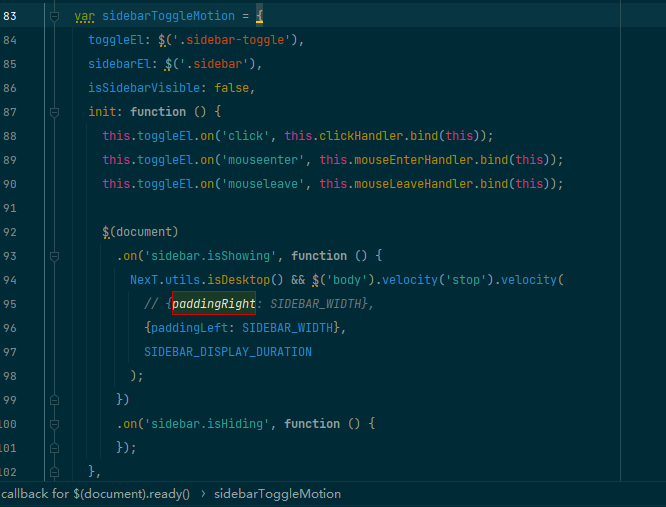 83 var sidebarToggleMotion = {
84 toggleEl: $('.sidebar-toggle'),
85 sidebarEl: $('.sidebar'),
86 isSidebarVisible: false,
87 init: function () {
88 this.toggleEl.on('click', this.clickHandler.bind(this));
89 this.toggleEl.on('mouseenter', this.mouseEnterHandler.bind(this));
90 this.toggleEl.on('mouseleave', this.mouseLeaveHandler.bind(this));
91
92 $(document)
93 .on('sidebar.isShowing', function () {
94 NexT.utils.isDesktop() && $('body').velocity('stop').velocity(
95 // {paddingRight: SIDEBAR_WIDTH},
96 {paddingLeft: SIDEBAR_WIDTH},
97 SIDEBAR_DISPLAY_DURATION
98 );
99 })
100 .on('sidebar.isHiding', function () {
101 });
102 },
callback for $(document).ready() › sidebarToggleMotion